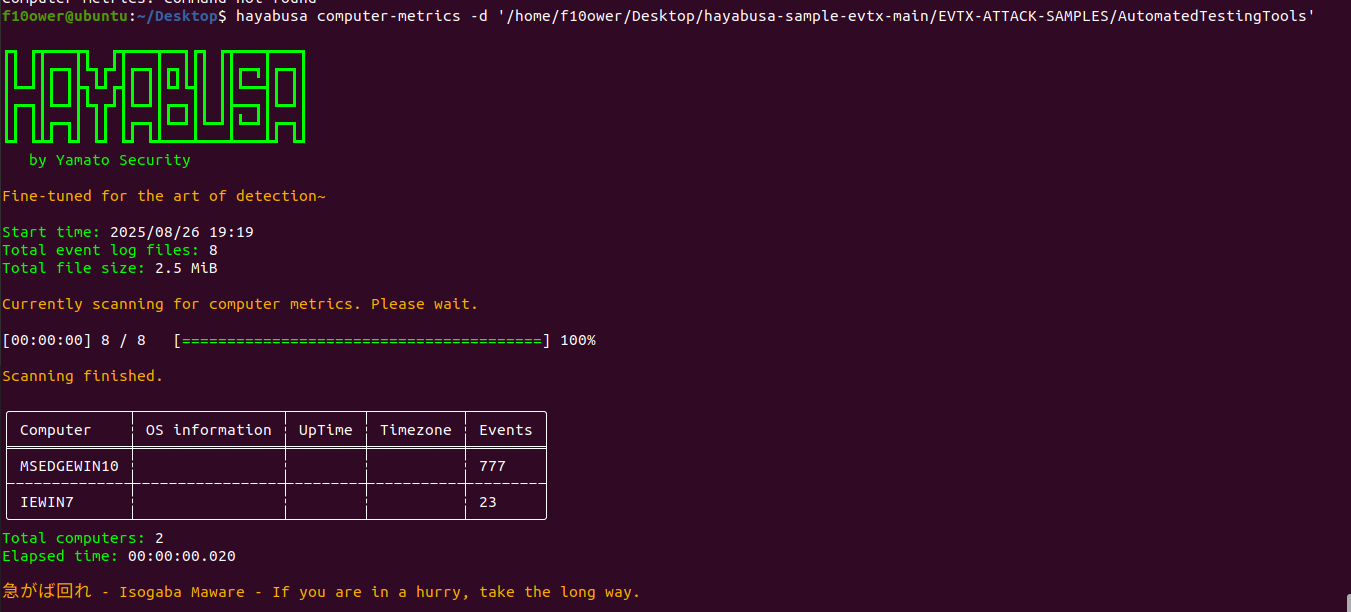 f10ower@ubuntu:~/Desktop$ hayabusa computer-metrics -d '/home/f10ower/Desktop/hayabusa-sample-evtx-main/EVTX-ATTACK-SAMPLES/AutomatedTestingTools'
HAYABUSA
by Yamato Security
Fine-tuned for the art of detection~
Start time: 2025/08/26 19:19
Total event log files: 8
Total file size: 2.5 MiB
Currently scanning for computer metrics. Please wait.
[00:00:00] 8 / 8 [========================================] 100%
Scanning finished.
Computer OS information UpTime Timezone Events
MSEDGEWIN10 777
IEWIN7 23
Total computers: 2
Elapsed time: 00:00:00.020
急がば回れ - Isogaba Maware - If you are in a hurry, take the long way.